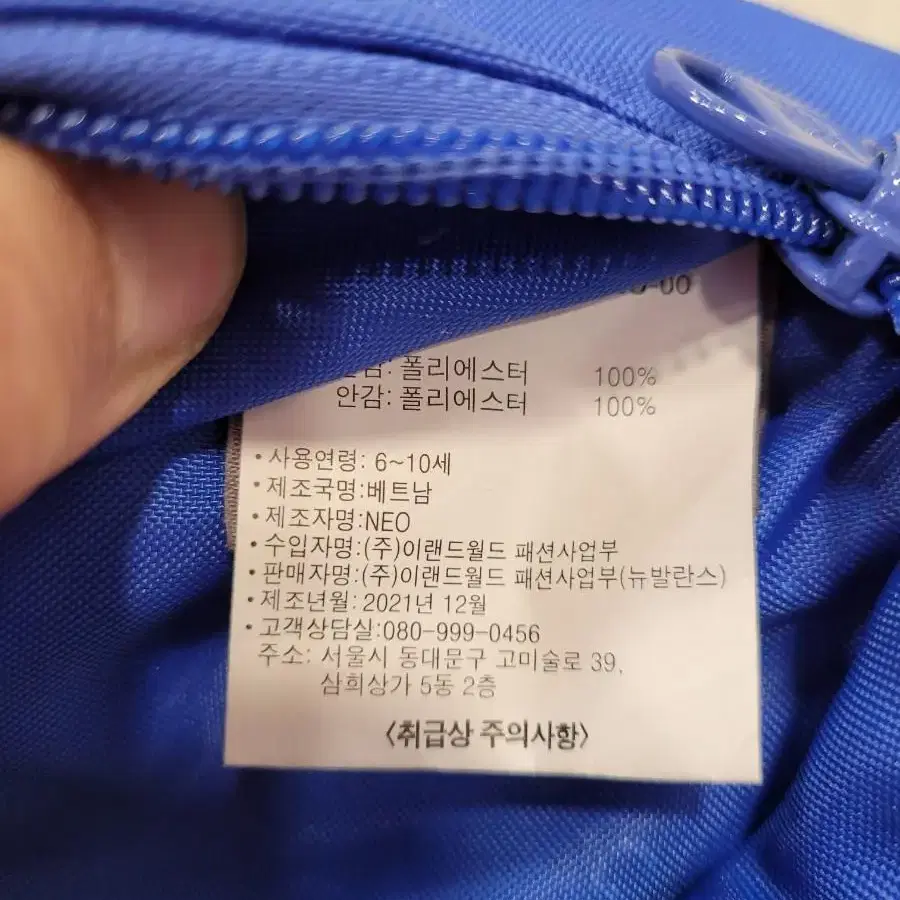 -00
폴리에스터 100%
안감: 폴리에스터 100%
• 사용연령: 6~10세
• 제조국명:베트남
• 제조자명:NEO
• 수입자명:(주)이랜드월드 패션사업부
• 판매자명:(주)이랜드월드 패션사업부(뉴발란스)
• 제조년월: 2021년 12월
• 고객상담실:080-999-0456
주소: 서울시 동대문구 고미술로 39,
삼희상가 5동 2층
<취급상 주의사항>